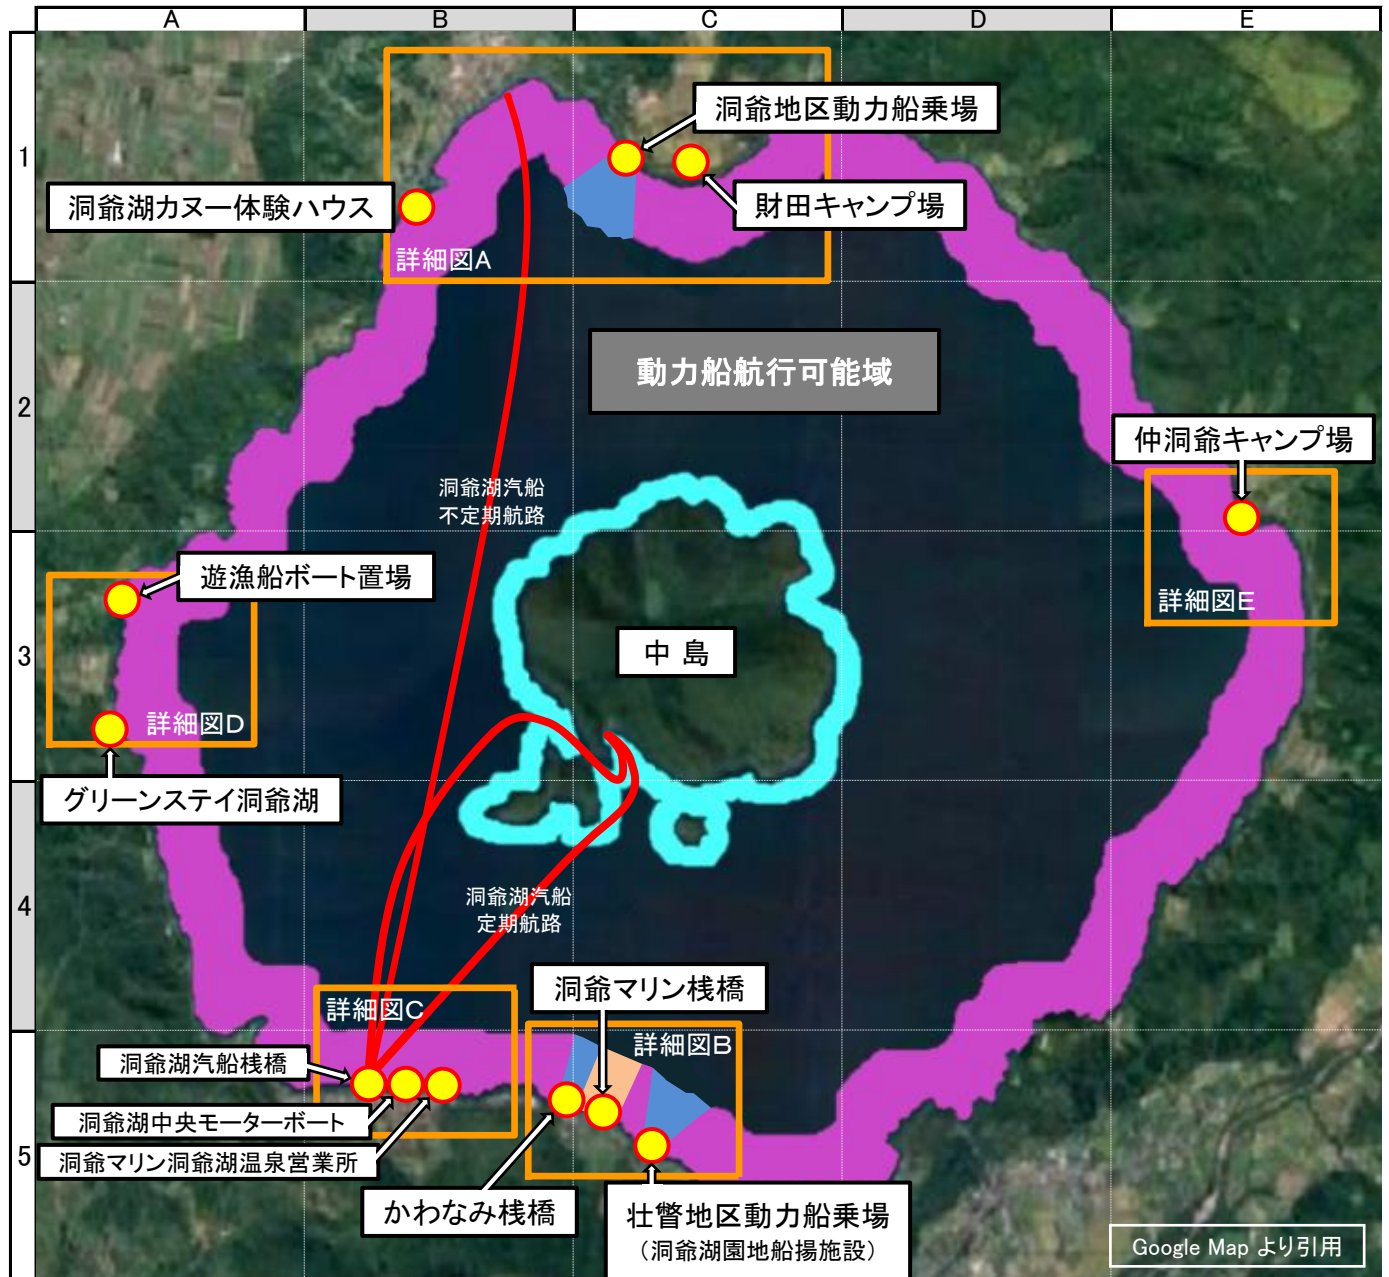 A
B
C
D
E
1
2
3
4
5
洞爺地区動力船乗場
洞爺湖カヌー体験ハウス
財田キャンプ場
詳細図A
動力船航行可能域
仲洞爺キャンプ場
洞爺湖汽船
不定期航路
遊漁船ボート置場
詳細図E
中 島
詳細図D
グリーンステイ洞爺湖
洞爺湖汽船
定期航路
洞爺マリン桟橋
詳細図C
詳細図B
洞爺湖汽船桟橋
洞爺湖中央モーターボート
洞爺マリン洞爺湖温泉営業所
かわなみ桟橋
壮瞥地区動力船乗場
（洞爺湖園地船揚施設）
Google Map より引用